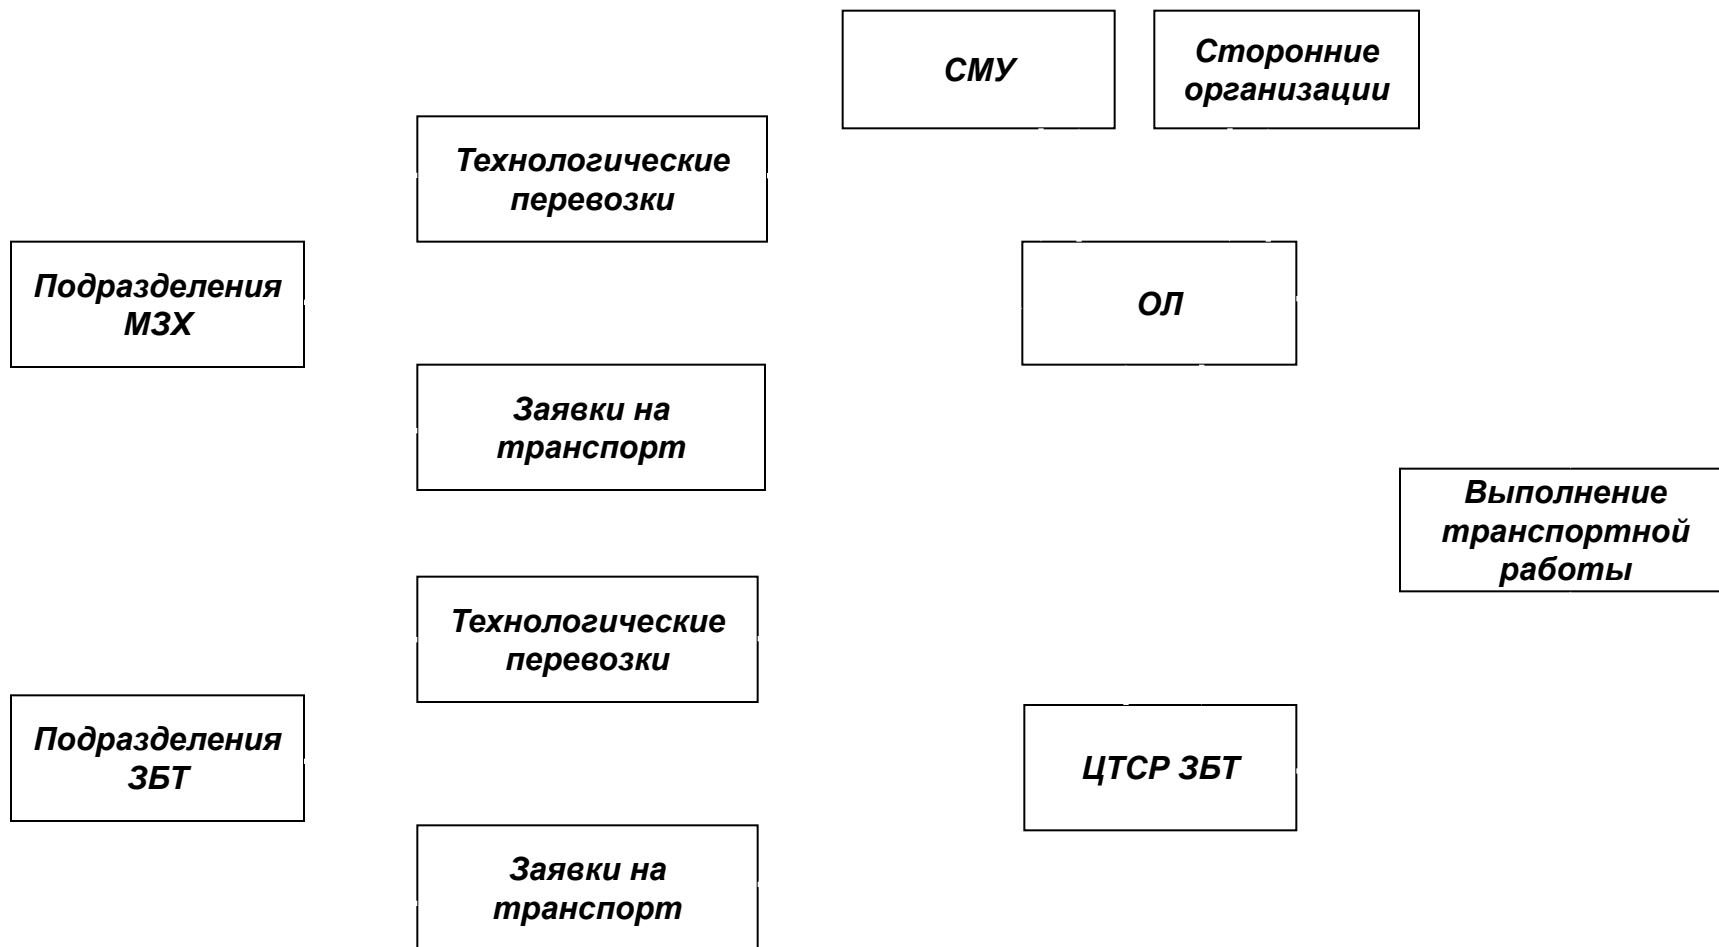 СМУ
Сторонние
организации
Технологические
перевозки
Подразделения
МЗХ
ОЛ
Заявки на
транспорт
Выполнение
транспортной
работы
Технологические
перевозки
Подразделения
ЗБТ
ЦТСР ЗБТ
Заявки на
транспорт